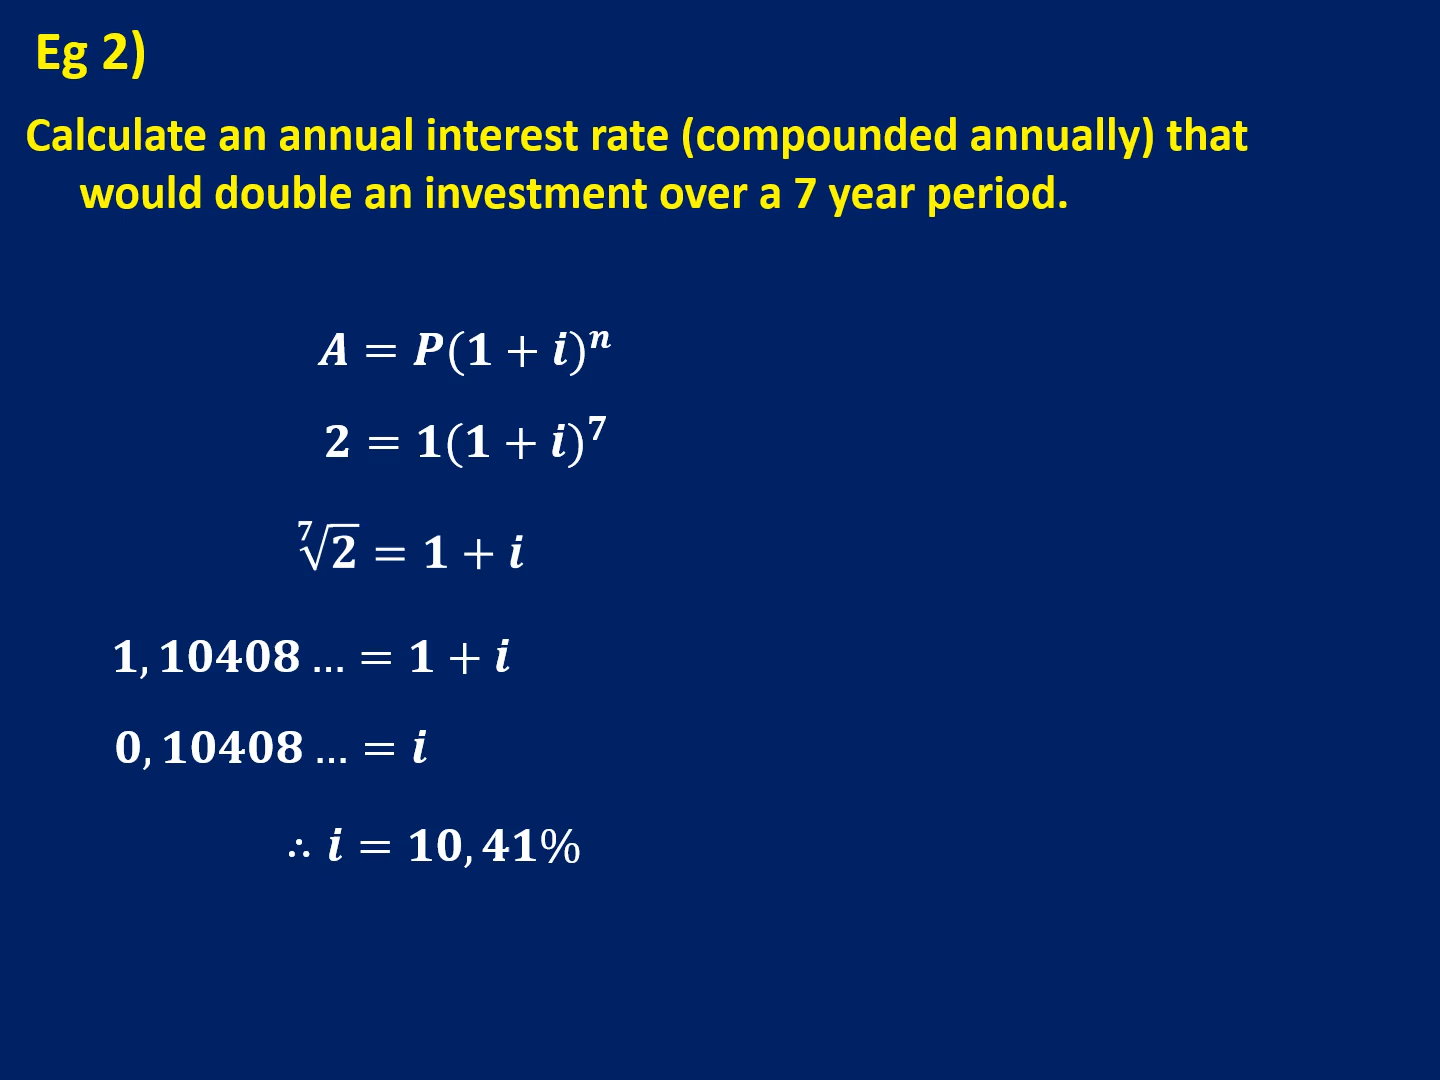 Eg 2)
Calculate an annual interest rate (compounded annually) that
would double an investment over a 7 year period.
A = P(1 + i)ⁿ
2 = 1(1 + i)⁷
⁷√2 = 1 + i
1,10408 … = 1 + i
0,10408 … = i
∴ i = 10,41%